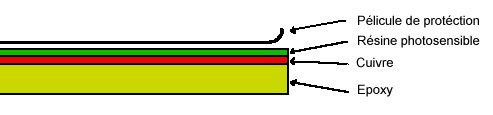 Pélicule de protéction
Résine photosensible
Cuivre
Epoxy